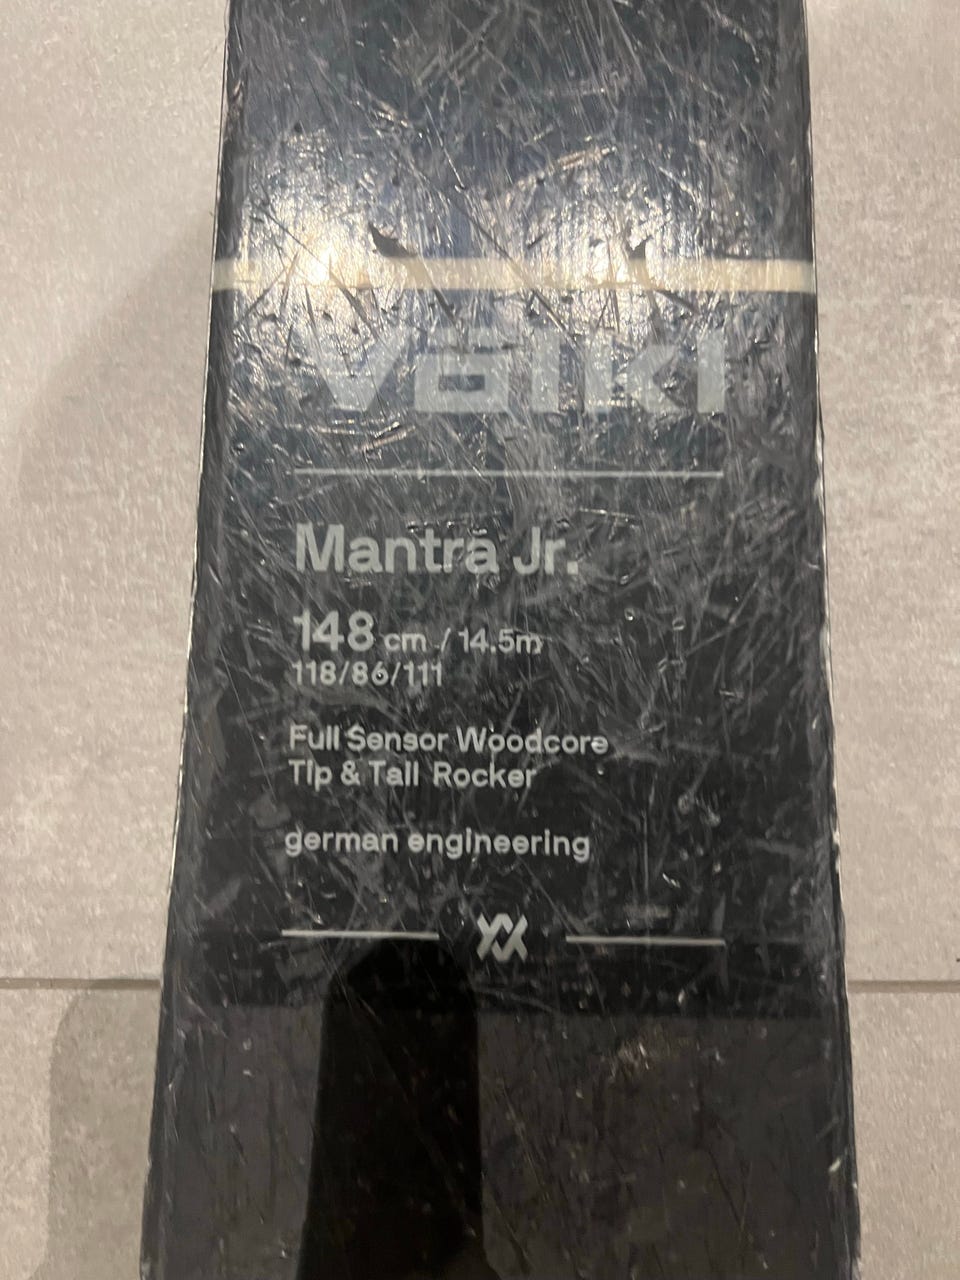 Völkl
Mantra Jr.
148 cm / 14.5m
118/86/111
Full Sensor Woodcore
Tip & Tail Rocker
german engineering